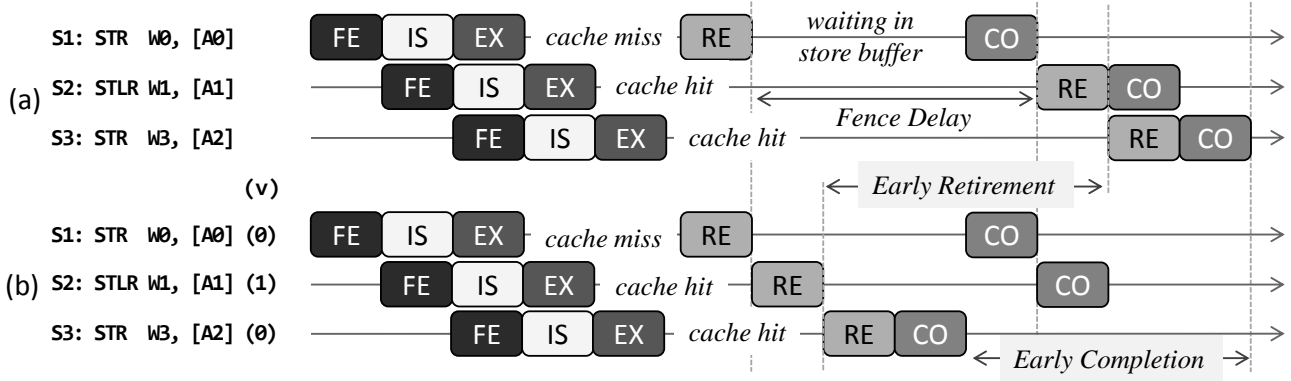 S1: STR W0, [A0] FE IS EX cache miss RE waiting in store buffer CO
(a) S2: STLR W1, [A1] FE IS EX cache hit Fence Delay RE CO
S3: STR W3, [A2] FE IS EX cache hit RE CO
(v) Early Retirement
S1: STR W0, [A0] (0) FE IS EX cache miss RE CO
(b) S2: STLR W1, [A1] (1) FE IS EX cache hit RE CO
S3: STR W3, [A2] (0) FE IS EX cache hit RE CO
Early Completion